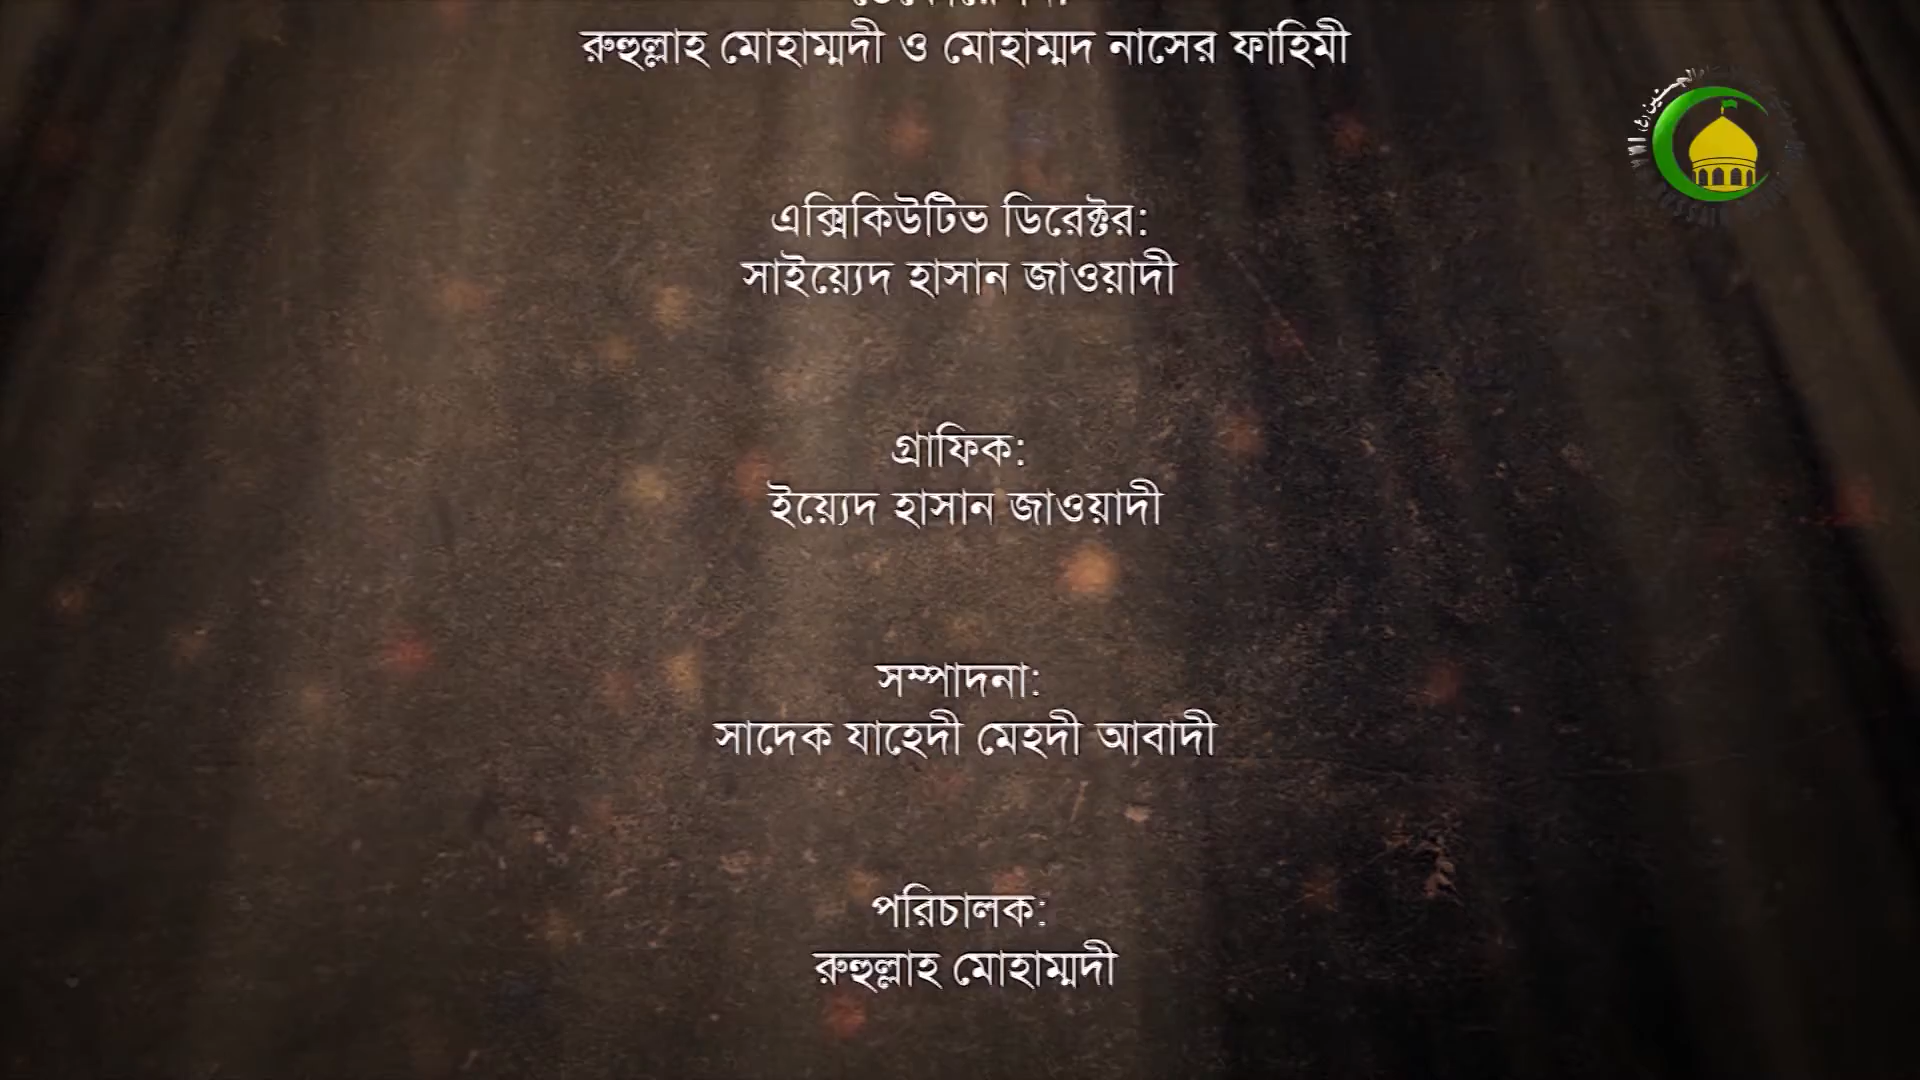 রুহুল্লাহ মোহাম্মদী ও মোহাম্মদ নাসের ফাহিমী
এক্সিকিউটিভ ডিরেক্টর:
সাইয়্যেদ হাসান জাওয়াদী
গ্রাফিক:
ইয়্যেদ হাসান জাওয়াদী
সম্পাদনা:
সাদেক যাহেদী মেহদী আবাদী
পরিচালক:
রুহুল্লাহ মোহাম্মদী